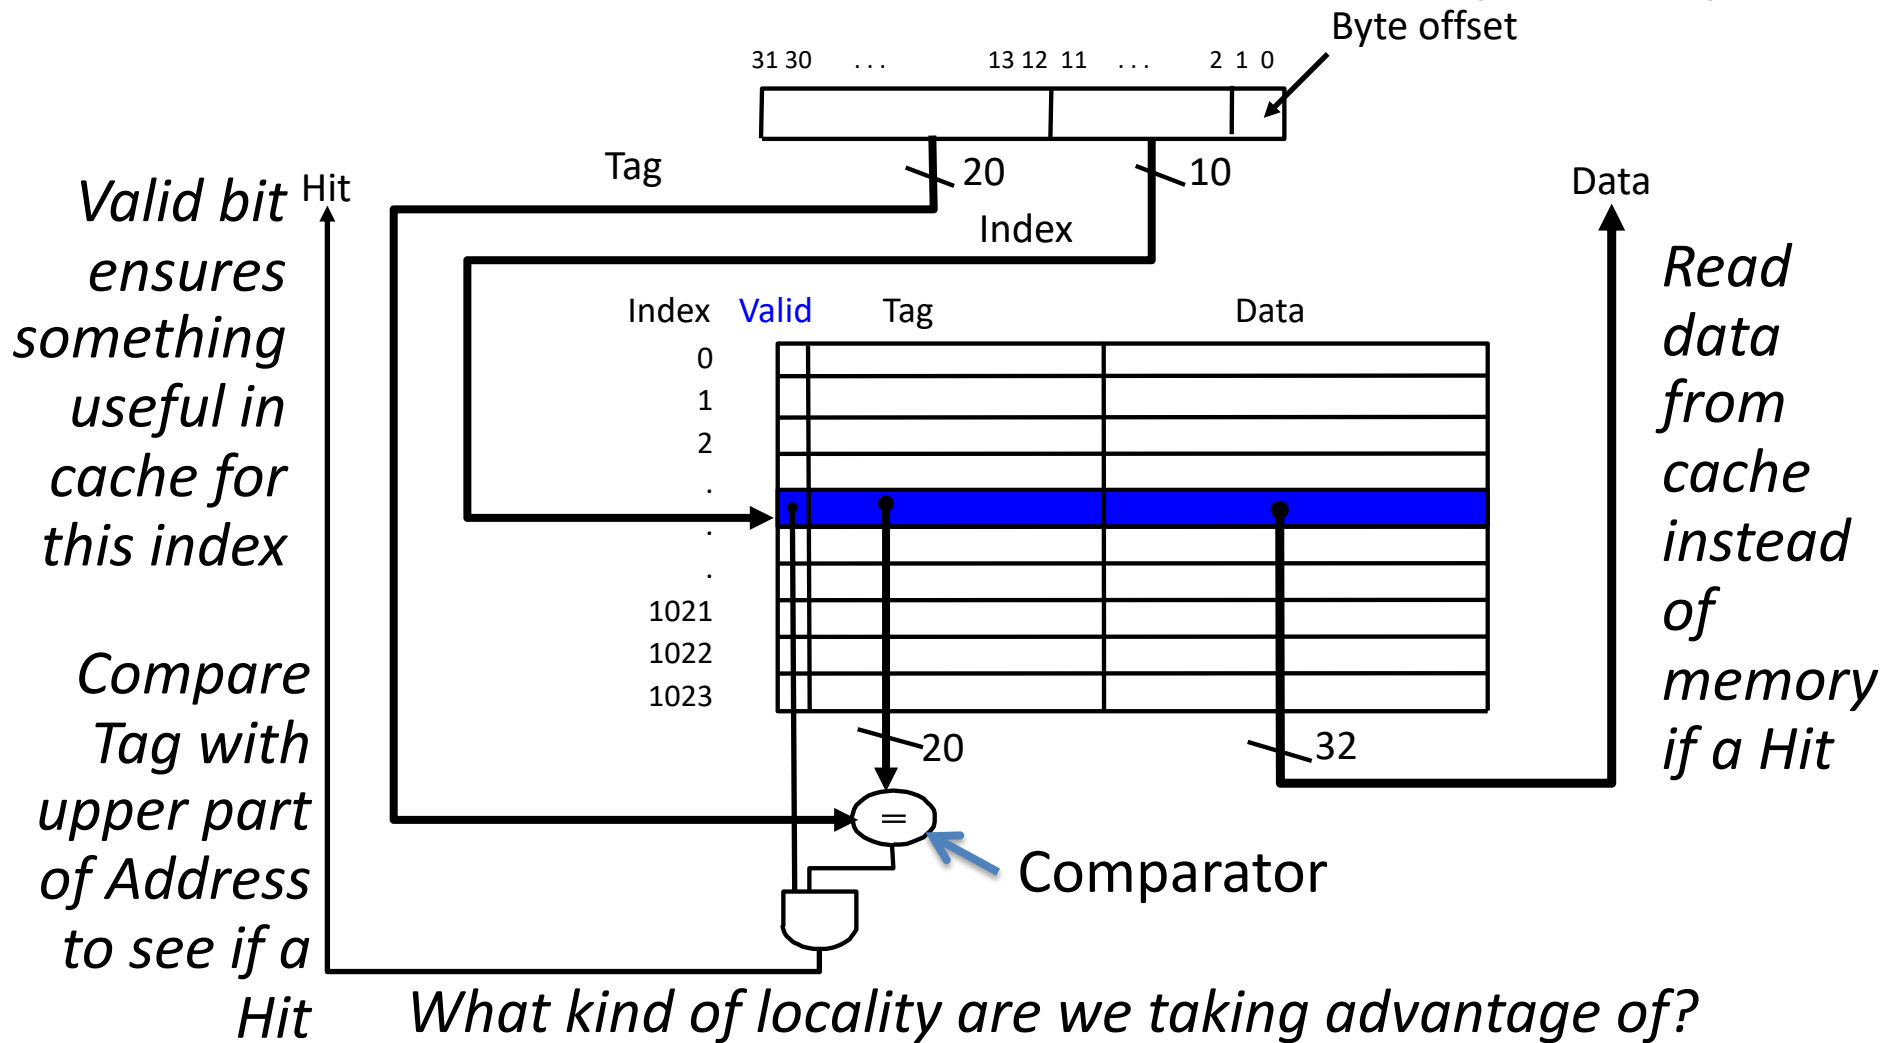 Byte offset
31 30 . . . 13 12 11 . . . 2 1 0
Tag
20
10
Hit
Data
Index
Valid bit
ensures
something
useful in
cache for
this index
Read
data
from
cache
instead
of
memory
if a Hit
Index Valid Tag Data
0
1
2
.
.
.
1021
1022
1023
20
32
Compare
Tag with
upper part
of Address
to see if a
Hit
=
Comparator
What kind of locality are we taking advantage of?